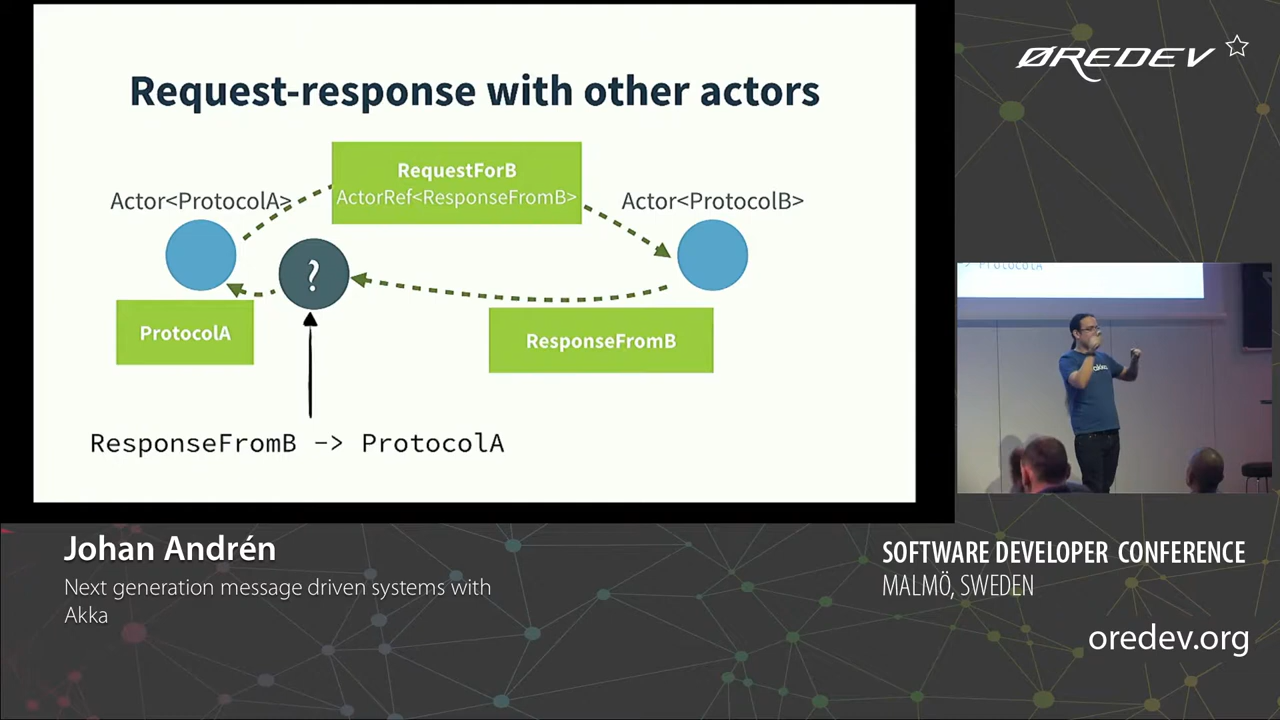 Request-response with other actors
RequestForB
ActorRef<ResponseFromB>
Actor<ProtocolA>
Actor<ProtocolB>
?
ProtocolA
ResponseFromB
ResponseFromB -> ProtocolA
ØREDEV
Johan Andrén
Next generation message driven systems with
Akka
SOFTWARE DEVELOPER CONFERENCE
MALMÖ, SWEDEN
oredev.org